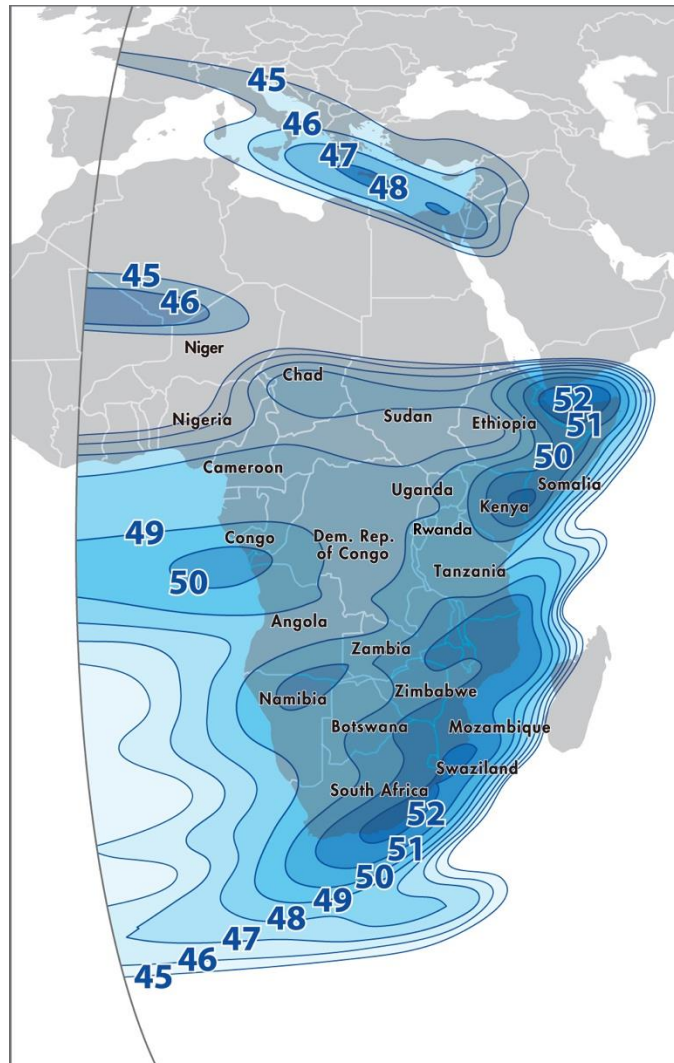 45
46
47
48
45
46
Niger
Chad
52
Nigeria
Sudan
Ethiopia
51
50
Cameroon
Uganda
Somalia
Kenya
49
Congo
Dem. Rep.
of Congo
Rwanda
50
Tanzania
Angola
Zambia
Namibia
Zimbabwe
Botswana
Mozambique
Swaziland
South Africa
52
51
50
49
48
47
46
45